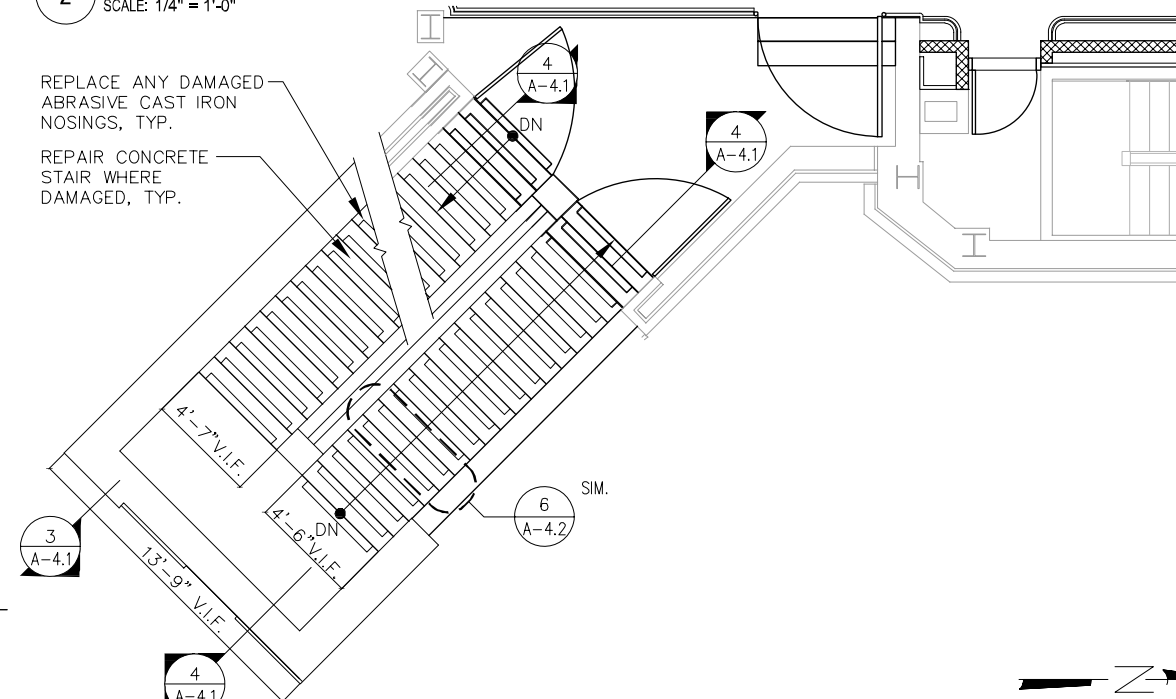 2
SCALE: 1/4" = 1'-0"
REPLACE ANY DAMAGED
ABRASIVE CAST IRON
NOSINGS, TYP.
REPAIR CONCRETE
STAIR WHERE
DAMAGED, TYP.
4
A-4.1
DN
4
A-4.1
4'-7" V.I.F.
4'-6" V.I.F.
DN
6
A-4.2
SIM.
3
A-4.1
13'-9" V.I.F.
4
A-4.1
Z